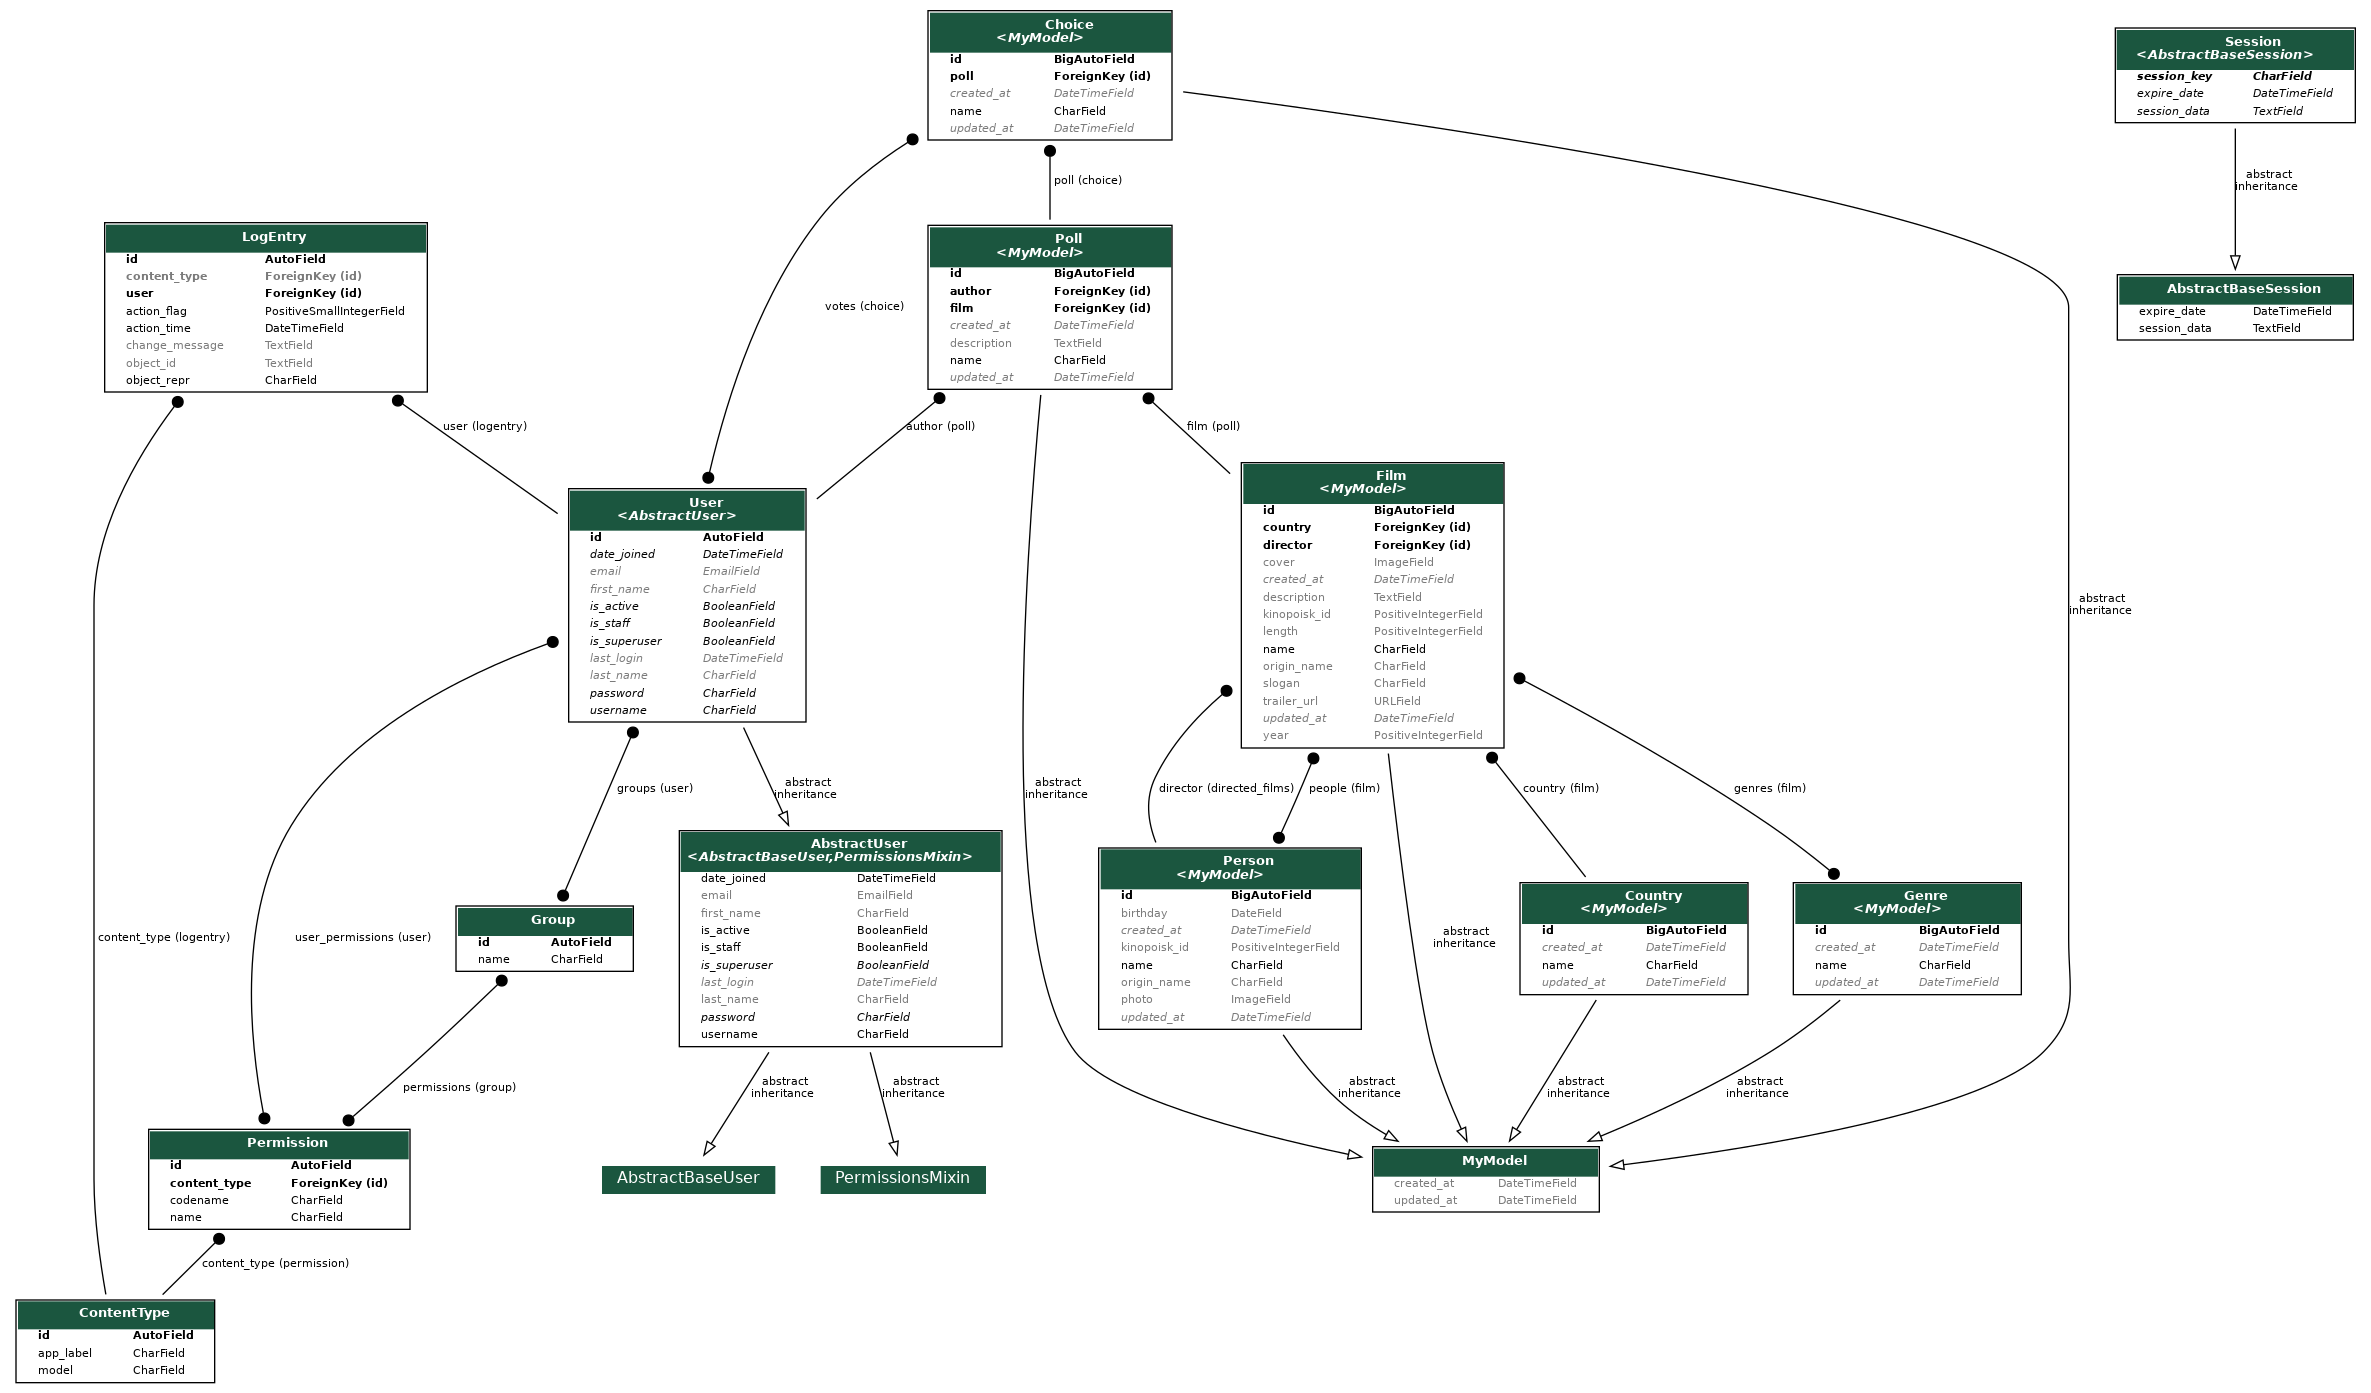 Choice
<MyModel>
id BigAutoField
poll ForeignKey (id)
created_at DateTimeField
name CharField
updated_at DateTimeField
Session
<AbstractBaseSession>
session_key CharField
expire_date DateTimeField
session_data TextField
poll (choice)
abstract
inheritance
LogEntry
id AutoField
content_type ForeignKey (id)
user ForeignKey (id)
action_flag PositiveSmallIntegerField
action_time DateTimeField
change_message TextField
object_id TextField
object_repr CharField
votes (choice)
Poll
<MyModel>
id BigAutoField
author ForeignKey (id)
film ForeignKey (id)
created_at DateTimeField
description TextField
name CharField
updated_at DateTimeField
AbstractBaseSession
expire_date DateTimeField
session_data TextField
user (logentry)
author (poll)
film (poll)
User
<AbstractUser>
id AutoField
date_joined DateTimeField
email EmailField
first_name CharField
is_active BooleanField
is_staff BooleanField
is_superuser BooleanField
last_login DateTimeField
last_name CharField
password CharField
username CharField
Film
<MyModel>
id BigAutoField
country ForeignKey (id)
director ForeignKey (id)
cover ImageField
created_at DateTimeField
description TextField
kinopoisk_id PositiveIntegerField
length PositiveIntegerField
name CharField
origin_name CharField
slogan CharField
trailer_url URLField
updated_at DateTimeField
year PositiveIntegerField
abstract
inheritance
groups (user)
abstract
inheritance
abstract
inheritance
director (directed_films)
people (film)
country (film)
genres (film)
AbstractUser
<AbstractBaseUser,PermissionsMixin>
date_joined DateTimeField
email EmailField
first_name CharField
is_active BooleanField
is_staff BooleanField
is_superuser BooleanField
last_login DateTimeField
last_name CharField
password CharField
username CharField
Person
<MyModel>
id BigAutoField
birthday DateField
created_at DateTimeField
kinopoisk_id PositiveIntegerField
name CharField
origin_name CharField
photo ImageField
updated_at DateTimeField
Country
<MyModel>
id BigAutoField
created_at DateTimeField
name CharField
updated_at DateTimeField
Genre
<MyModel>
id BigAutoField
created_at DateTimeField
name CharField
updated_at DateTimeField
content_type (logentry)
user_permissions (user)
Group
id AutoField
name CharField
abstract
inheritance
permissions (group)
abstract
inheritance
abstract
inheritance
abstract
inheritance
abstract
inheritance
abstract
inheritance
Permission
id AutoField
content_type ForeignKey (id)
codename CharField
name CharField
AbstractBaseUser
PermissionsMixin
MyModel
created_at DateTimeField
updated_at DateTimeField
content_type (permission)
ContentType
id AutoField
app_label CharField
model CharField